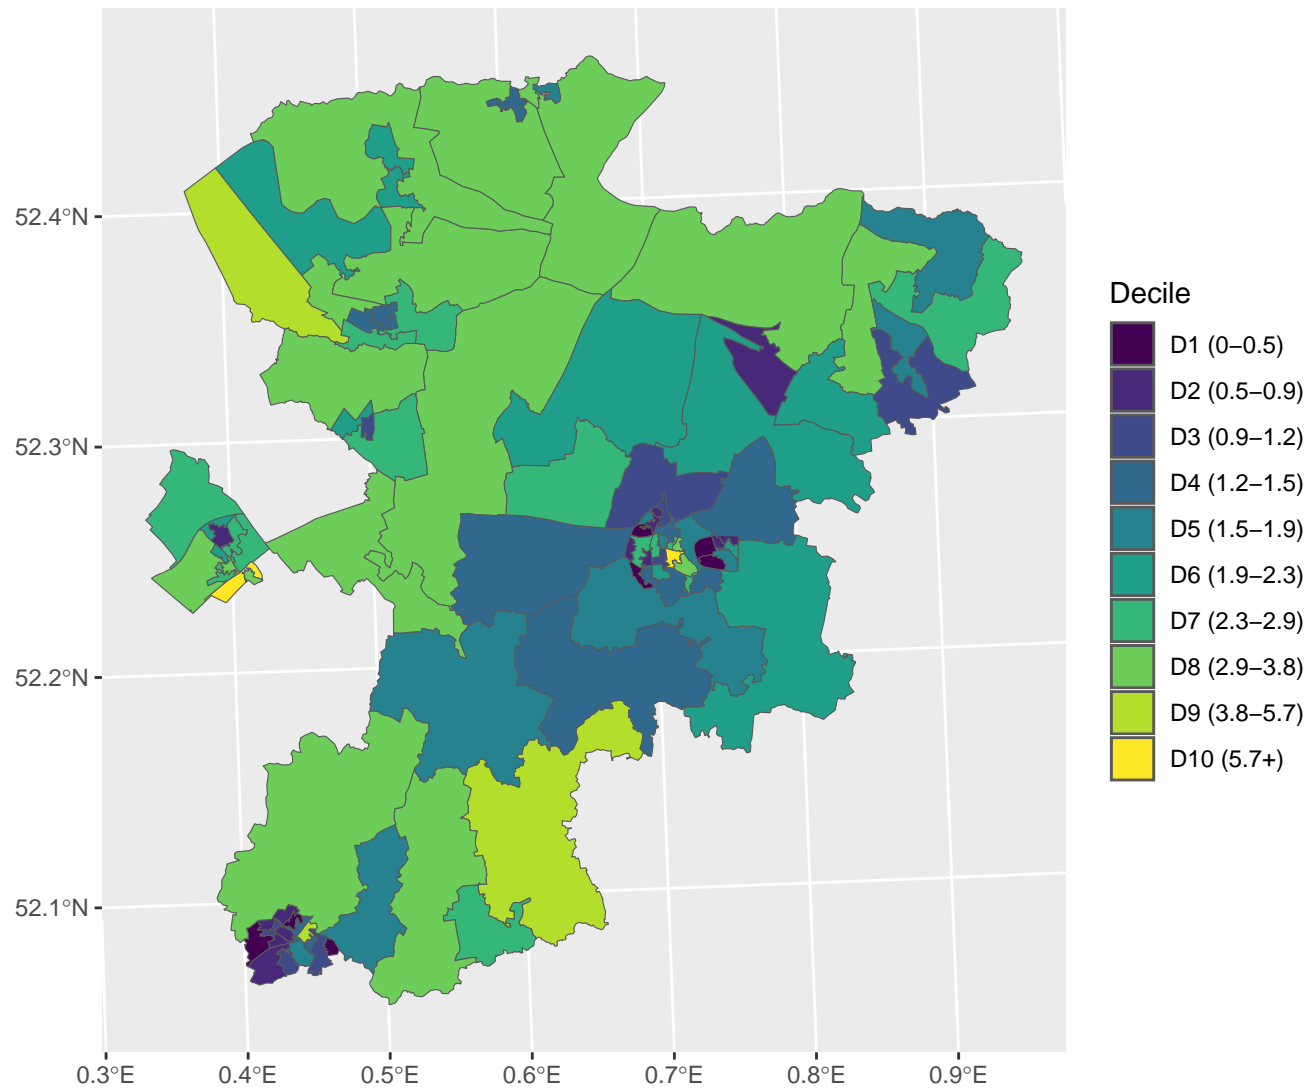 52.4°N
52.3°N
52.2°N
52.1°N
0.3°E 0.4°E 0.5°E 0.6°E 0.7°E 0.8°E 0.9°E
Decile
D1 (0–0.5)
D2 (0.5–0.9)
D3 (0.9–1.2)
D4 (1.2–1.5)
D5 (1.5–1.9)
D6 (1.9–2.3)
D7 (2.3–2.9)
D8 (2.9–3.8)
D9 (3.8–5.7)
D10 (5.7+)